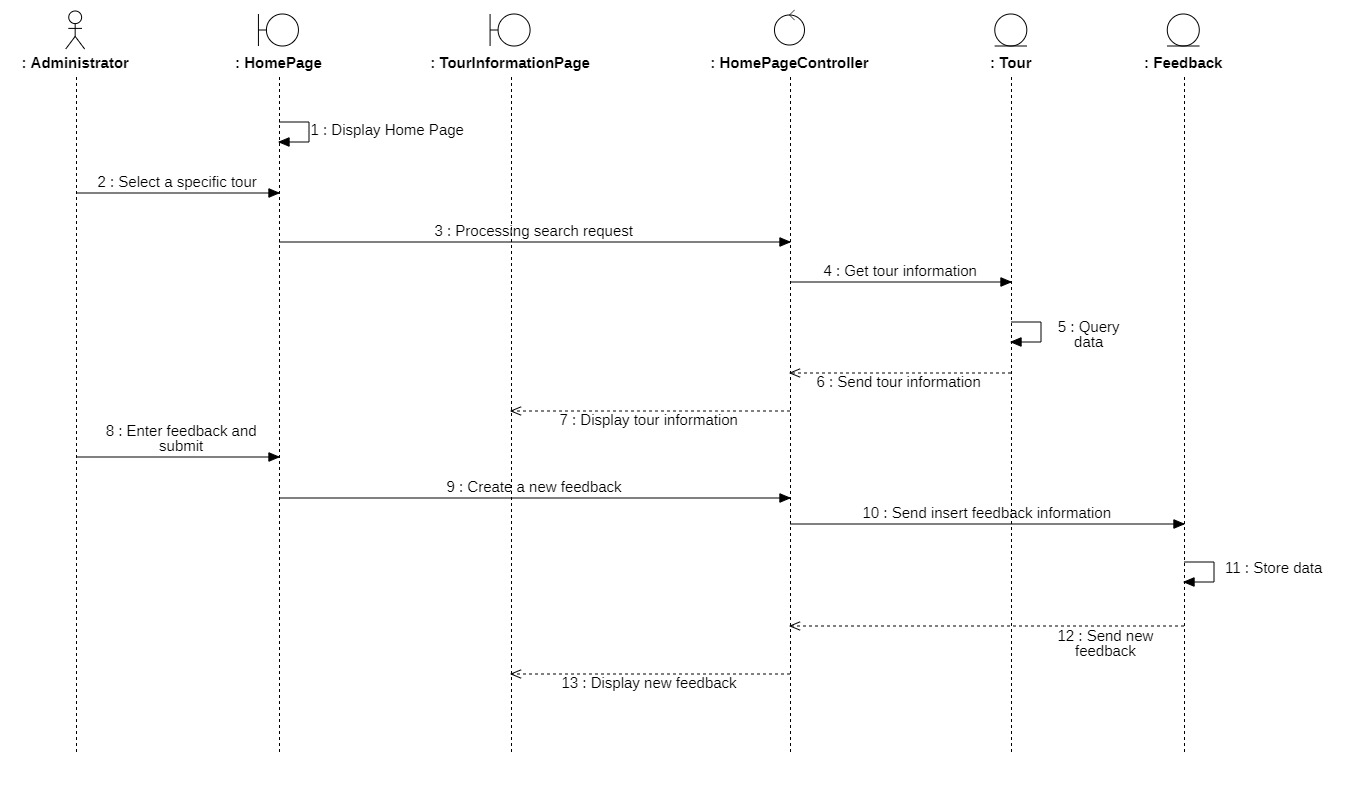 : Administrator
: HomePage
: TourInformationPage
: HomePageController
: Tour
: Feedback
1 : Display Home Page
2 : Select a specific tour
3 : Processing search request
4 : Get tour information
5 : Query
data
6 : Send tour information
7 : Display tour information
8 : Enter feedback and
submit
9 : Create a new feedback
10 : Send insert feedback information
11 : Store data
12 : Send new
feedback
13 : Display new feedback